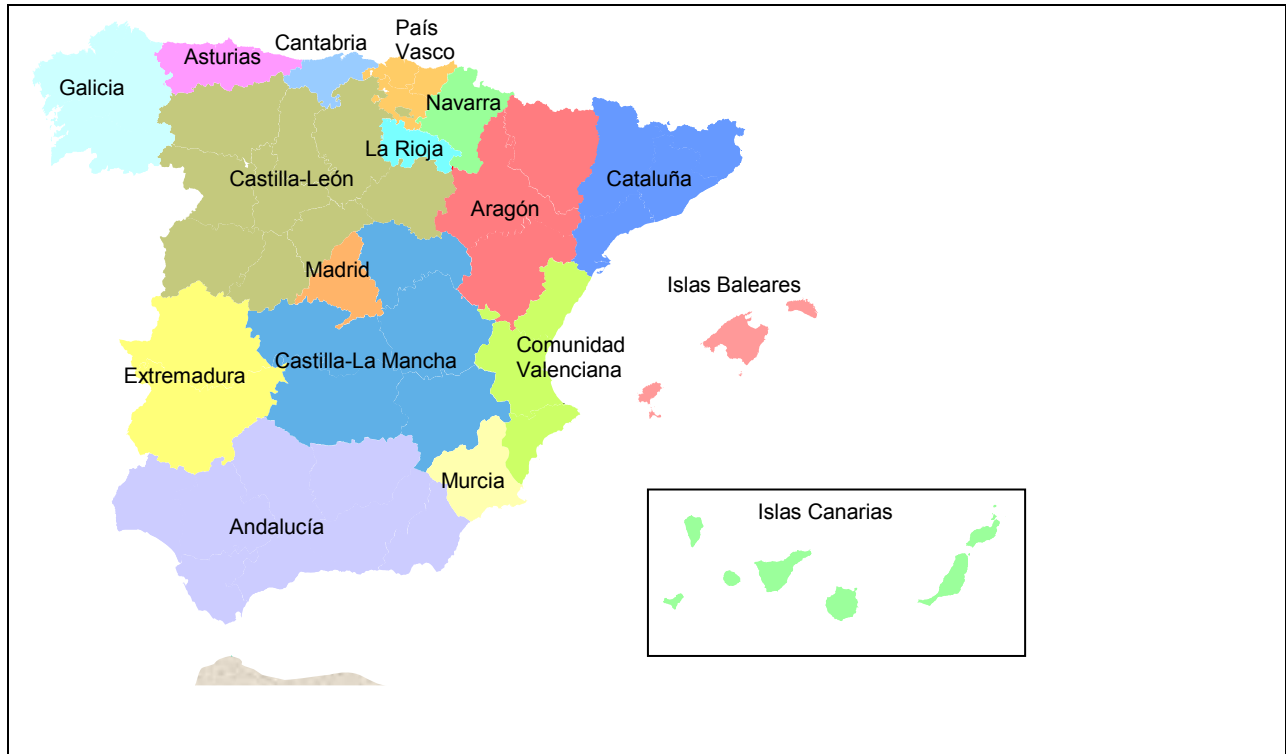 País
Vasco
Cantabria
Asturias
Galicia
Navarra
La Rioja
Castilla-León
Cataluña
Aragón
Madrid
Islas Baleares
Comunidad
Valenciana
Castilla-La Mancha
Extremadura
Murcia
Andalucía
Islas Canarias